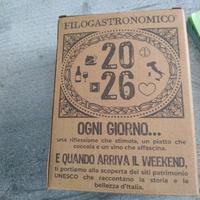 FILOGASTRONOMICO®
20
26
OGNI GIORNO...
una riflessione che stimola, un piatto che
coccola e un vino che affascina.
E QUANDO ARRIVA IL WEEKEND,
ti portiamo alla scoperta dei siti patrimonio
UNESCO che raccontano la storia e la
bellezza d'Italia.